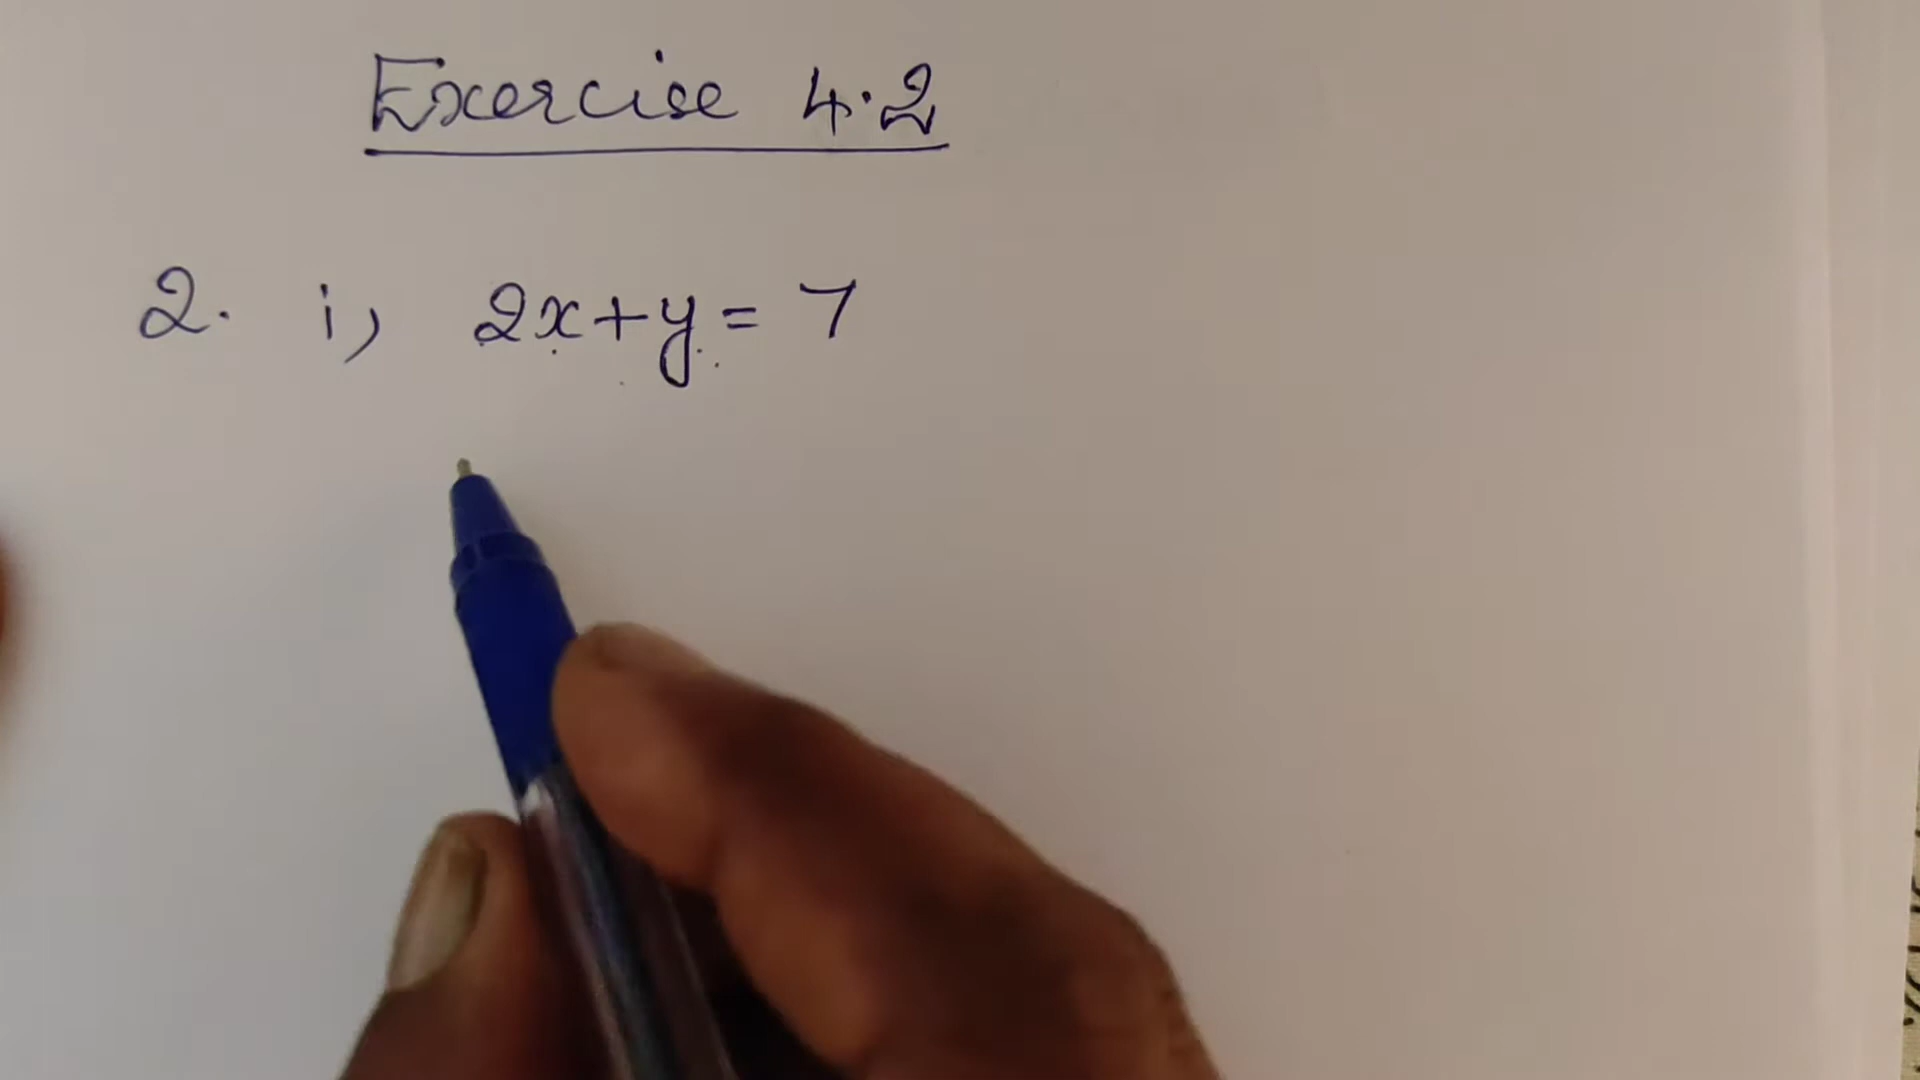 Exercise 4.2
2. i, 2x+y = 7